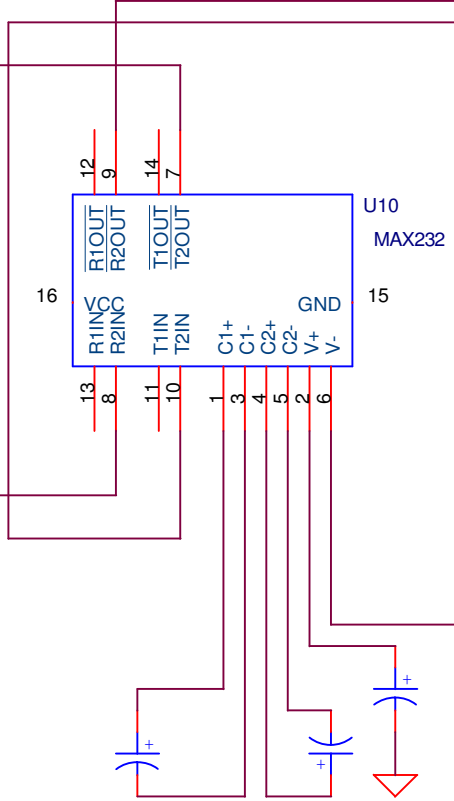 12
9
14
7
R1OUT
R2OUT
T1OUT
T2OUT
U10
MAX232
16
VCC
GND
15
R1IN
R2IN
T1IN
T2IN
C1+
C1-
C2+
C2-
V+
V-
13
8
11
10
1
3
4
5
2
6
+
+
+